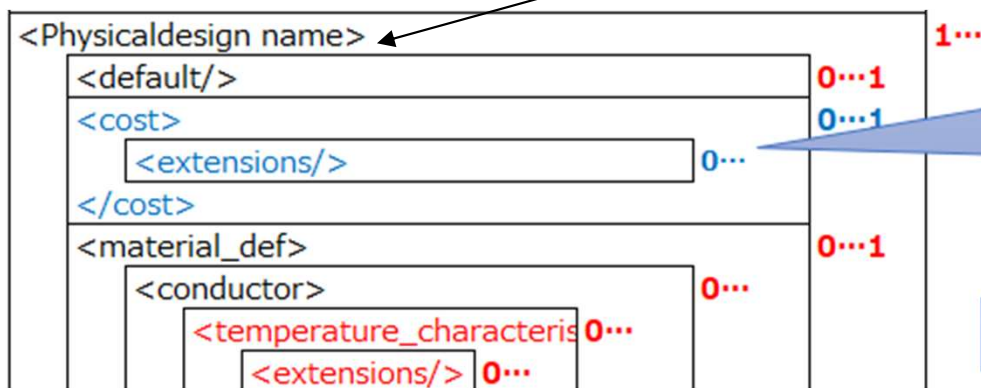 <Physicaldesign name> 1…
<default/> 0…1
<cost> 0…1
<extensions/> 0…
</cost>
<material_def> 0…1
<conductor> 0…
<temperature_characteris 0…
<extensions/> 0…